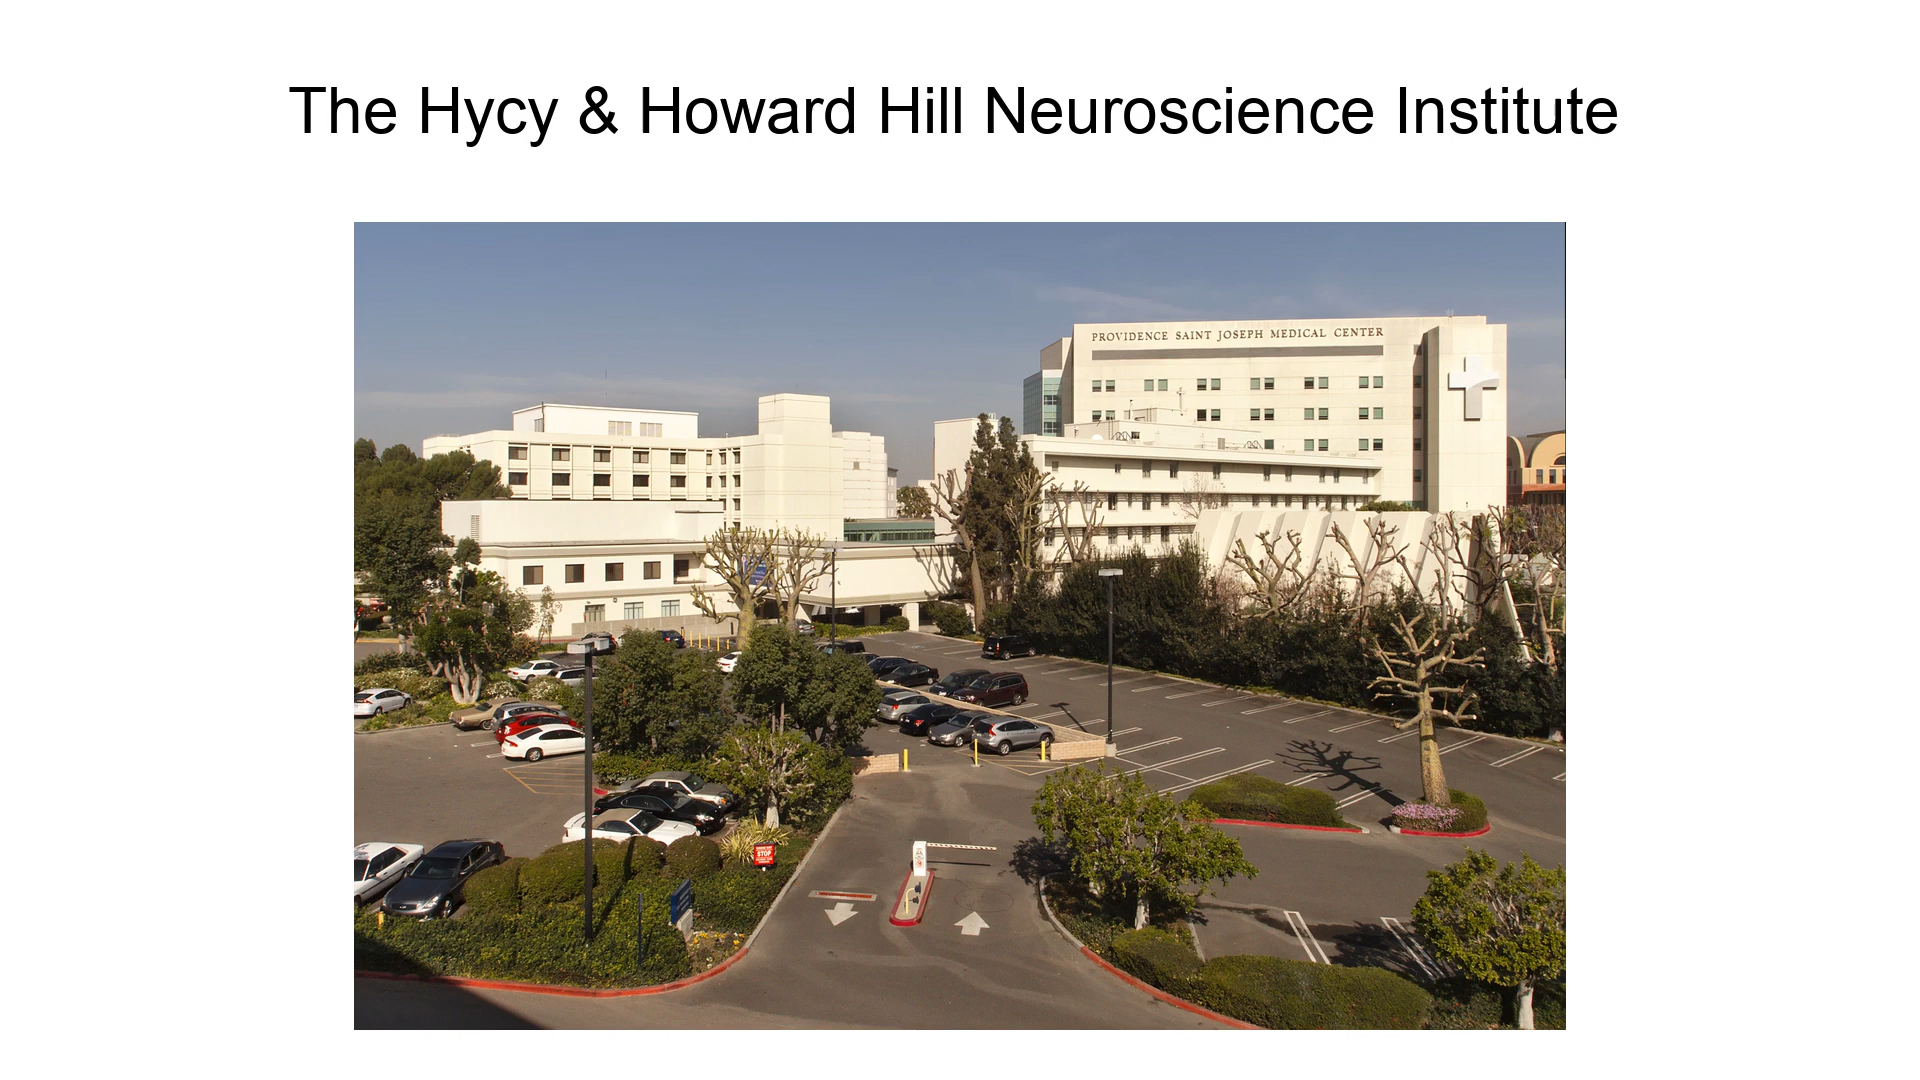 The Hycy & Howard Hill Neuroscience Institute
PROVIDENCE SAINT JOSEPH MEDICAL CENTER
STOP